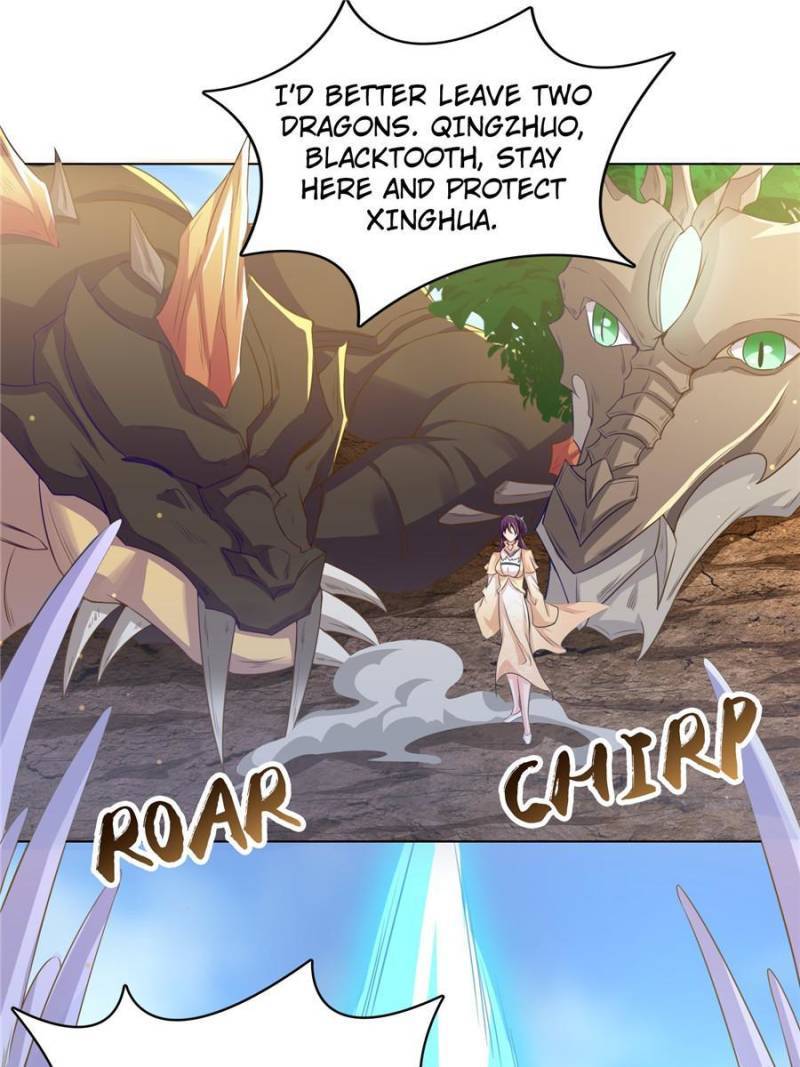 I'D BETTER LEAVE TWO
DRAGONS. QINGZHUO,
BLACKTOOTH, STAY
HERE AND PROTECT
XINGHUA.
ROAR
CHIRP